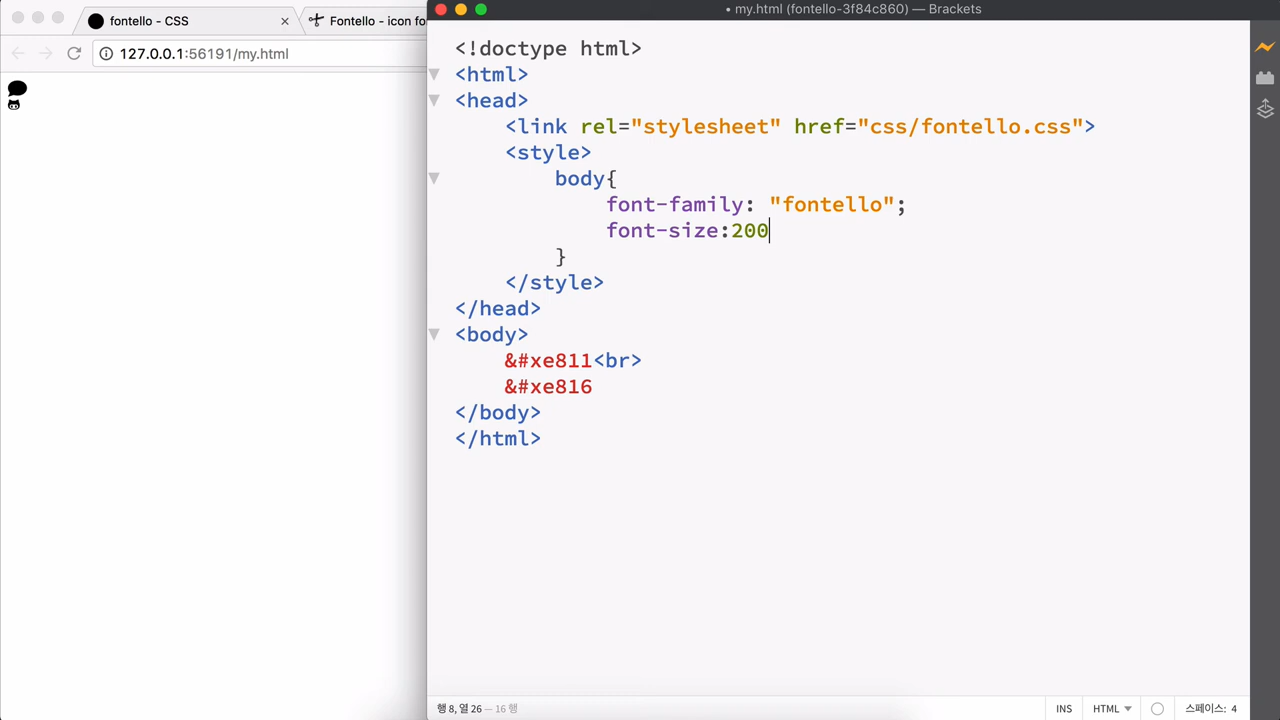 fontello - CSS
Fontello - icon fo
127.0.0.1:56191/my.html
• my.html (fontello-3f84c860) — Brackets
<!doctype html>
<html>
<head>
<link rel="stylesheet" href="css/fontello.css">
<style>
body{
font-family: "fontello";
font-size:200
}
</style>
</head>
<body>
&#xe811<br>
&#xe816
</body>
</html>
행 8, 열 26 — 16 행
INS
HTML
스페이스: 4